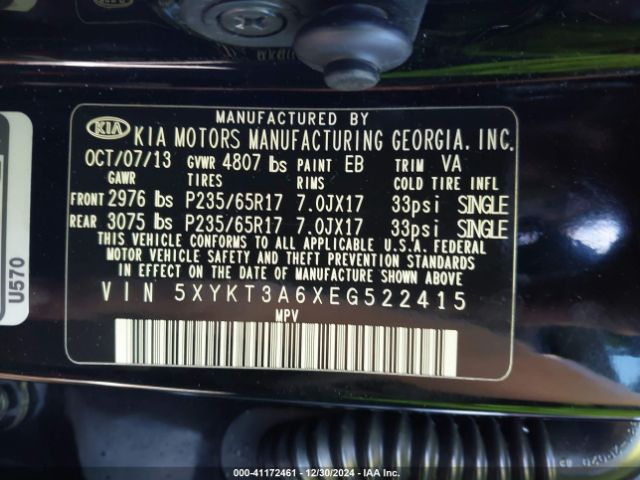 MANUFACTURED BY
KIA KIA MOTORS MANUFACTURING GEORGIA, INC.
OCT/07/13 GVWR 4807 lbs PAINT EB TRIM VA
GAWR TIRES RIMS COLD TIRE INFL
FRONT 2976 lbs P235/65R17 7.0JX17 33psi SINGLE
REAR 3075 lbs P235/65R17 7.0JX17 33psi SINGLE
THIS VEHICLE CONFORMS TO ALL APPLICABLE U.S.A. FEDERAL
MOTOR VEHICLE SAFETY AND THEFT PREVENTION STANDARDS
IN EFFECT ON THE DATE OF MANUFACTURE SHOWN ABOVE.
VIN 5XYKT3A6XEG522415
MPV
U570
000-41172461 - 12/30/2024 - IAA Inc.